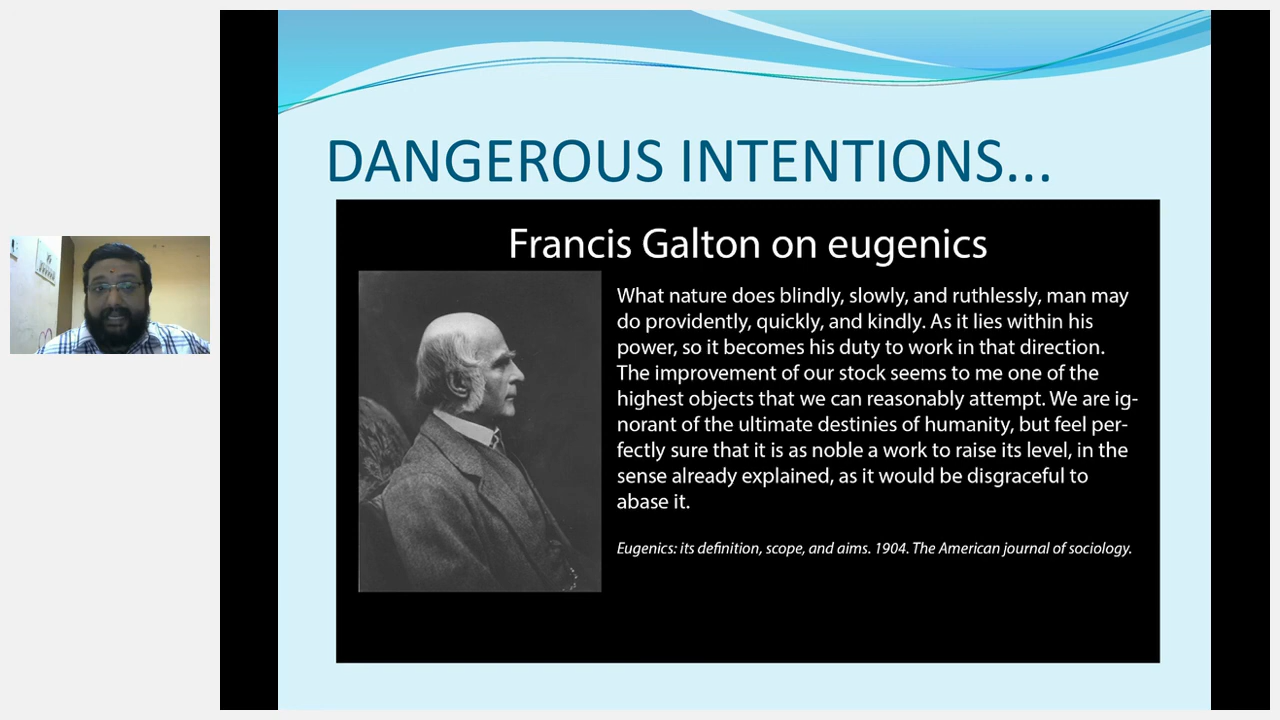 DANGEROUS INTENTIONS...
Francis Galton on eugenics
What nature does blindly, slowly, and ruthlessly, man may
do providently, quickly, and kindly. As it lies within his
power, so it becomes his duty to work in that direction.
The improvement of our stock seems to me one of the
highest objects that we can reasonably attempt. We are ig-
norant of the ultimate destinies of humanity, but feel per-
fectly sure that it is as noble a work to raise its level, in the
sense already explained, as it would be disgraceful to
abase it.
Eugenics: its definition, scope, and aims. 1904. The American journal of sociology.